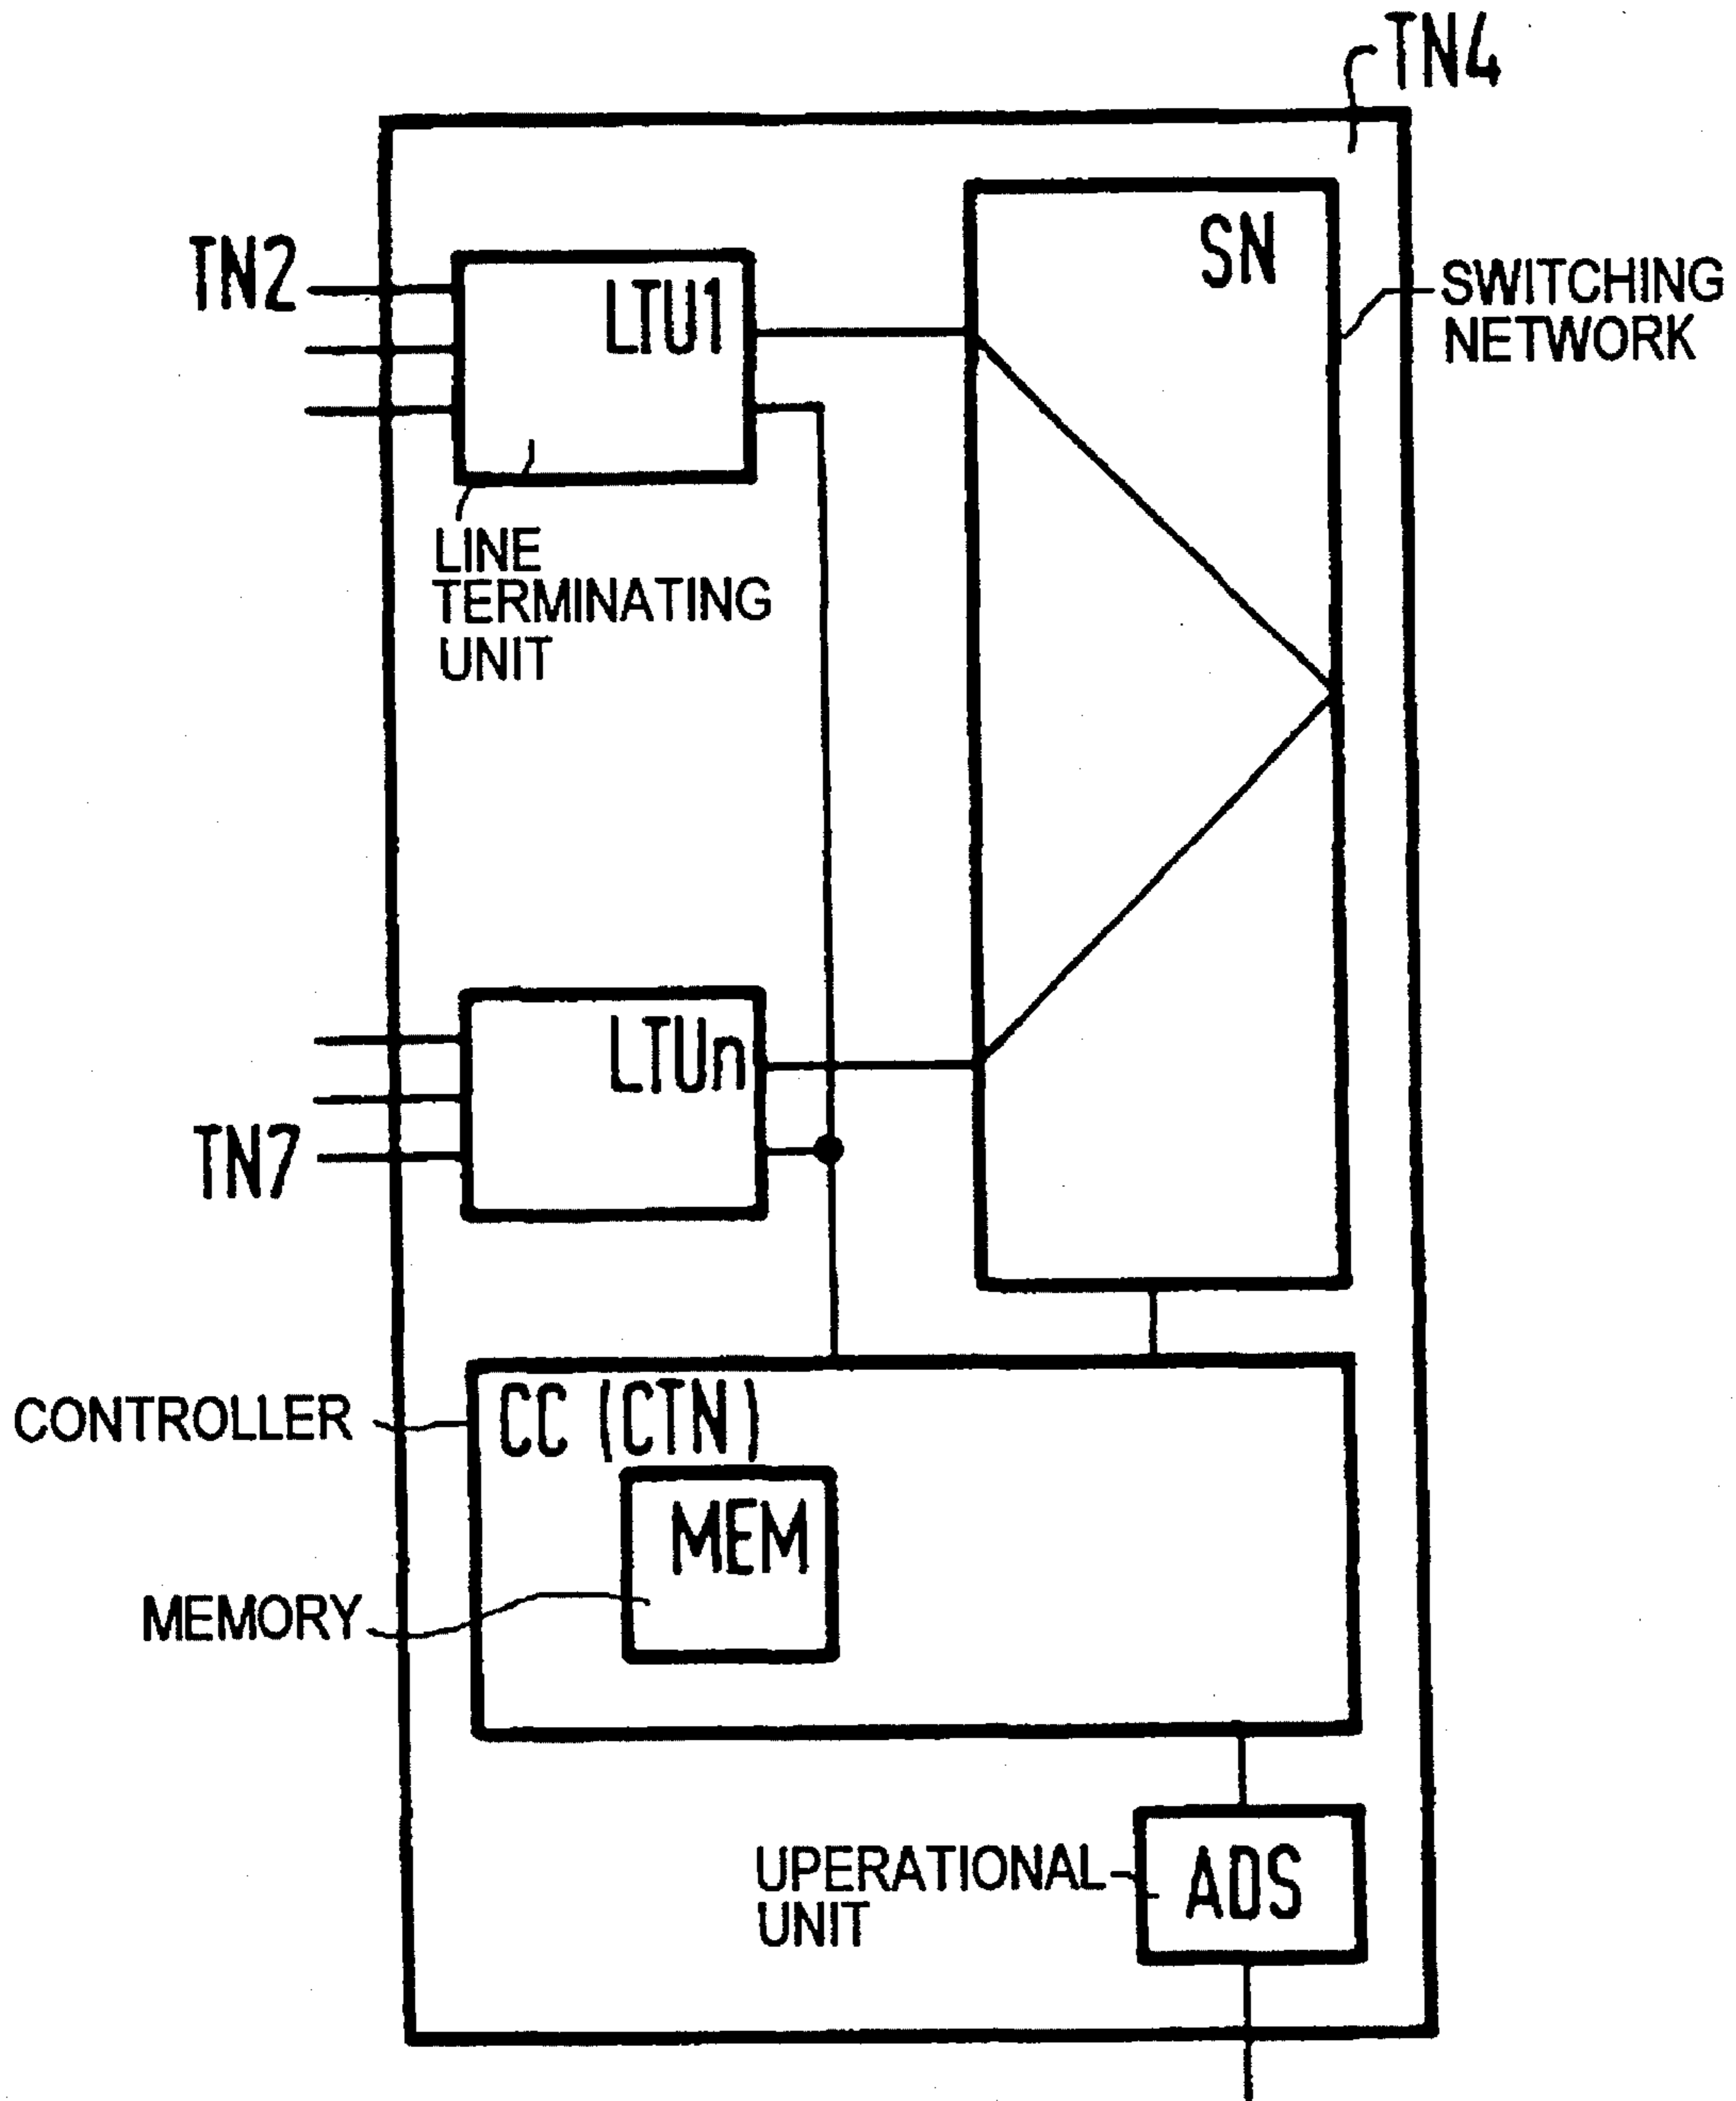 TN4
TN2
LTU1
SN
SWITCHING
NETWORK
LINE
TERMINATING
UNIT
LTUn
TN7
CONTROLLER
CC (CTN)
MEM
MEMORY
UPERATIONAL
UNIT
ADS